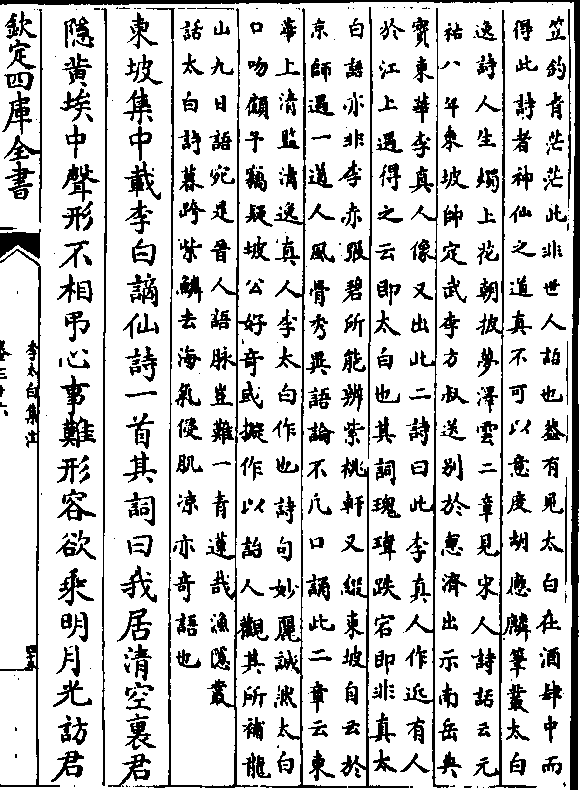 笠釣肯茫茫此非世人語也蓋有見太白在酒肆中而
得此詩者神仙之道真不可以意度胡應麟筆叢太白
逸詩人生燭上花朝披夢澤雲二章見宋人詩話云元
祐八年東坡帥定武李方叔送别於惠濟出示南岳典
寳東華李真人像又出此二詩曰此李真人作近有人
於江上遇得之云即太白也其詞瑰瑋跌宕即非真太
白語亦非李赤張碧所能辨紫桃軒又綴東坡自云於
京師遇一道人風骨秀異語論不凡口誦此二章云東
華上清監清逸真人李太白作也詩句妙麗誠然太白
口吻顧予竊疑坡公好奇或擬作以詒人觀其所補龍
山九日語宛是晉人語脉豈難一青蓮哉漁隱叢
話太白詩暮跨紫鱗去海氣侵肌凉亦奇語也
東坡集中載李白謫仙詩一首其詞曰我居清空裏君
隱黄埃中聲形不相弔心事難形容欲乘明月光訪君
欽定四庫全書
李太白集注
卷三十六